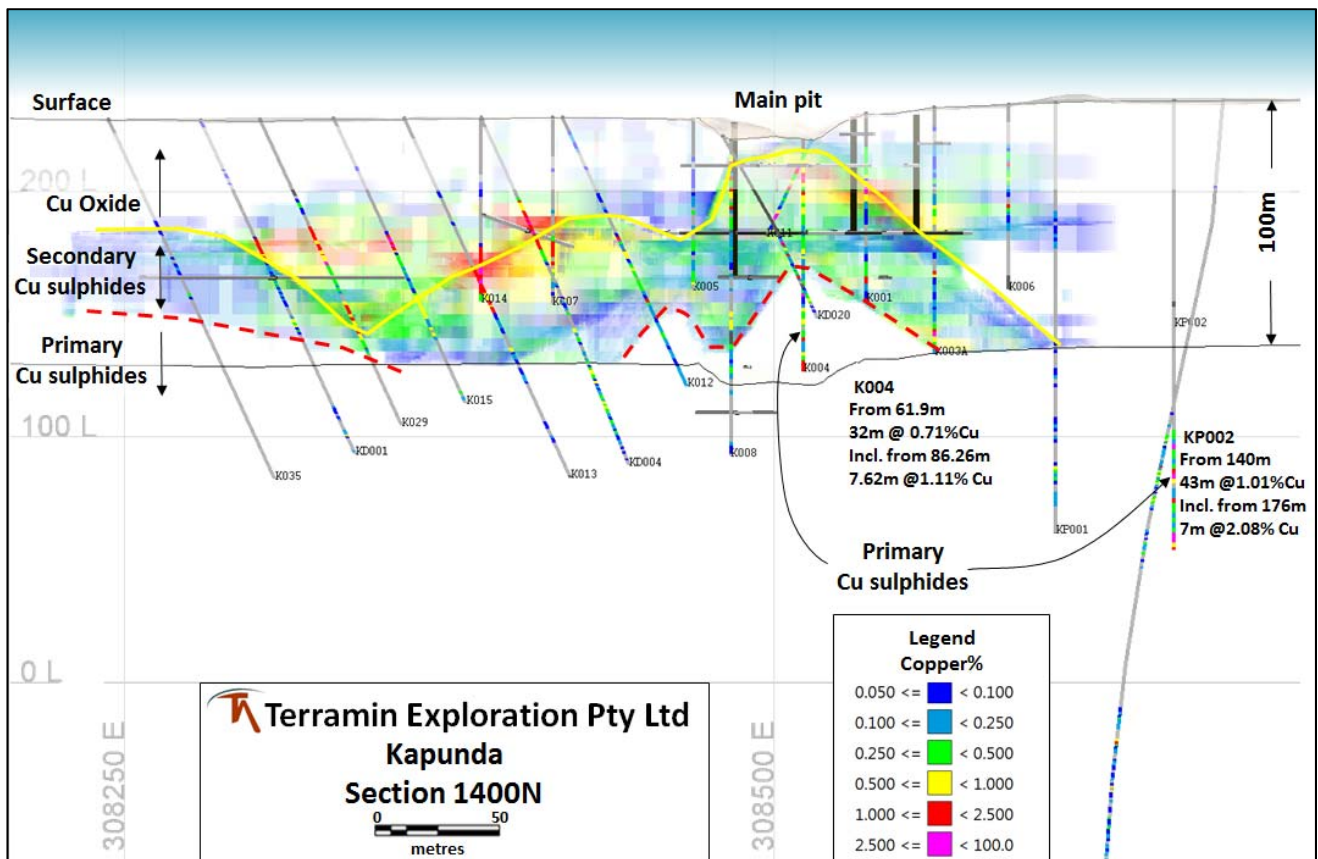 Surface
Main pit
200 L
Cu Oxide
100m
Secondary
Cu sulphides
Primary
Cu sulphides
K005
K011
K001
K006
K014
KC07
KD020
KP002
K003A
K012
K004
K015
K029
K008
KD001
K035
K013
KD004
KP001
100 L
K004
From 61.9m
32m @ 0.71%Cu
Incl. from 86.26m
7.62m @1.11% Cu
KP002
From 140m
43m @1.01%Cu
Incl. from 176m
7m @2.08% Cu
Primary
Cu sulphides
0 L
308250 E
308500 E
Terramin Exploration Pty Ltd
Kapunda
Section 1400N
0 50
metres
Legend
Copper%
0.050 <= < 0.100
0.100 <= < 0.250
0.250 <= < 0.500
0.500 <= < 1.000
1.000 <= < 2.500
2.500 <= < 100.0